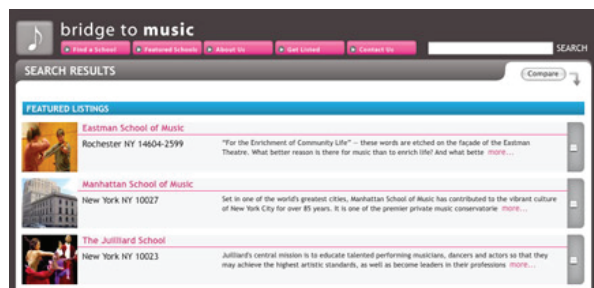 bridge to music
Find a School Featured Schools About Us Get Listed Contact Us SEARCH
SEARCH RESULTS
Compare
FEATURED LISTINGS
Eastman School of Music
Rochester NY 14604-2599
"For the Enrichment of Community Life" — these words are etched on the façade of the Eastman
Theatre. What better reason is there for music than to enrich life? And what bette more...
Manhattan School of Music
New York NY 10027
Set in one of the world's greatest cities, Manhattan School of Music has contributed to the vibrant culture
of New York City for over 85 years. It is one of the premier private music conservatorie more...
The Juilliard School
New York NY 10023
Juilliard's central mission is to educate talented performing musicians, dancers and actors so that they
may achieve the highest artistic standards, as well as become leaders in their professions more...